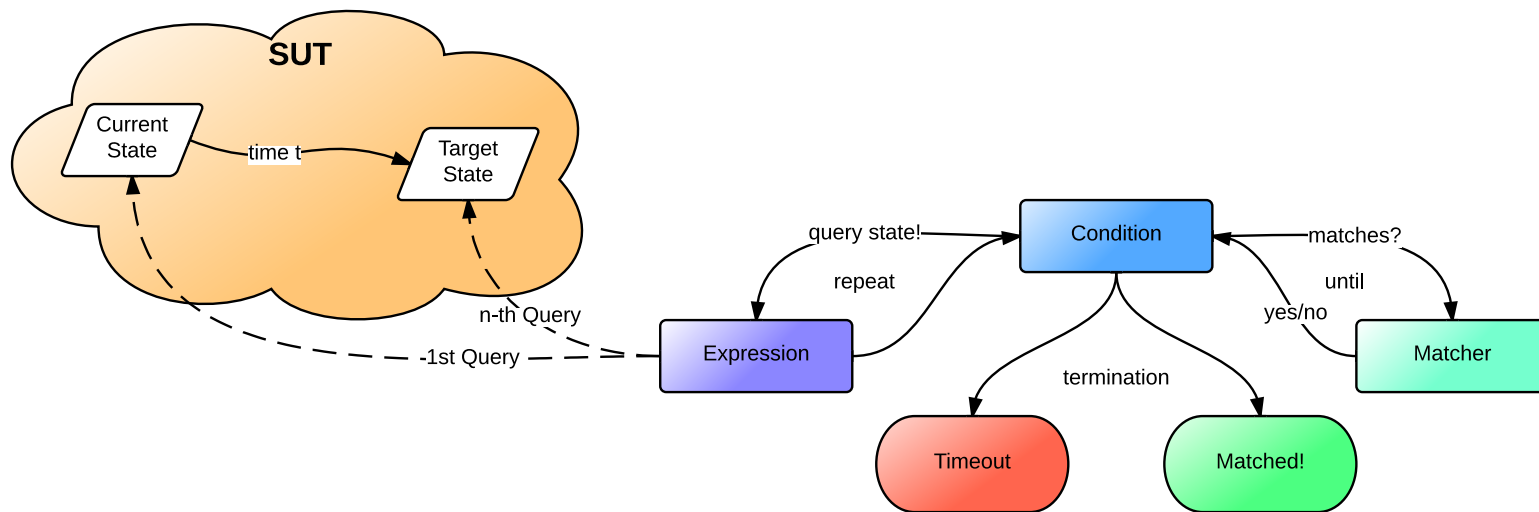 SUT
Current
State
time t
Target
State
query state!
repeat
Condition
matches?
until
yes/no
n-th Query
-1st Query
Expression
Matcher
termination
Timeout
Matched!